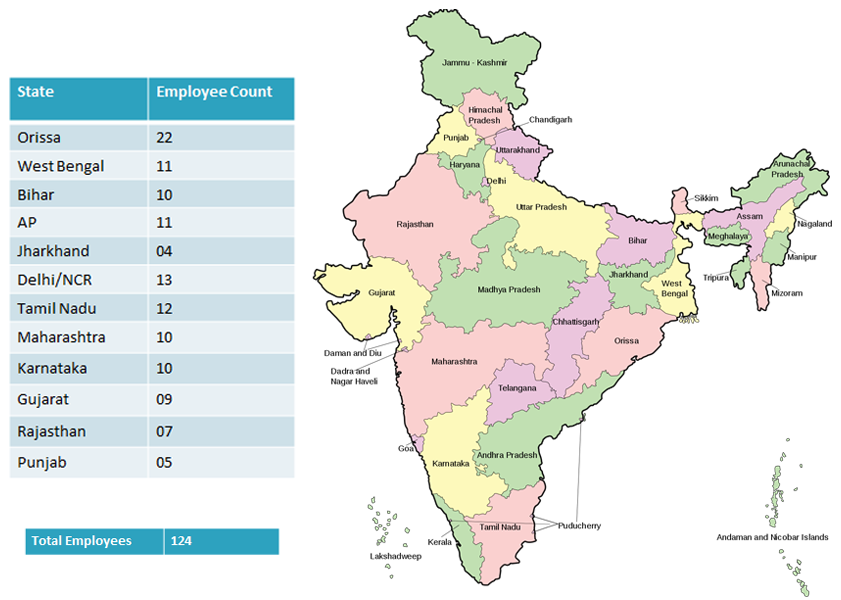 State Employee Count
Orissa 22
West Bengal 11
Bihar 10
AP 11
Jharkhand 04
Delhi/NCR 13
Tamil Nadu 12
Maharashtra 10
Karnataka 10
Gujarat 09
Rajasthan 07
Punjab 05
Total Employees 124
Jammu - Kashmir
Himachal
Pradesh
Chandigarh
Punjab
Uttarakhand
Haryana
Delhi
Arunachal
Pradesh
Sikkim
Uttar Pradesh
Rajasthan
Assam
Nagaland
Bihar
Meghalaya
Manipur
Jharkhand
Tripura
Gujarat
Madhya Pradesh
West
Bengal
Mizoram
Chhattisgarh
Orissa
Daman and Diu
Maharashtra
Dadra and
Nagar Haveli
Telangana
Goa
Andhra Pradesh
Karnataka
Tamil Nadu
Puducherry
Kerala
Lakshadweep
Andaman and Nicobar Islands